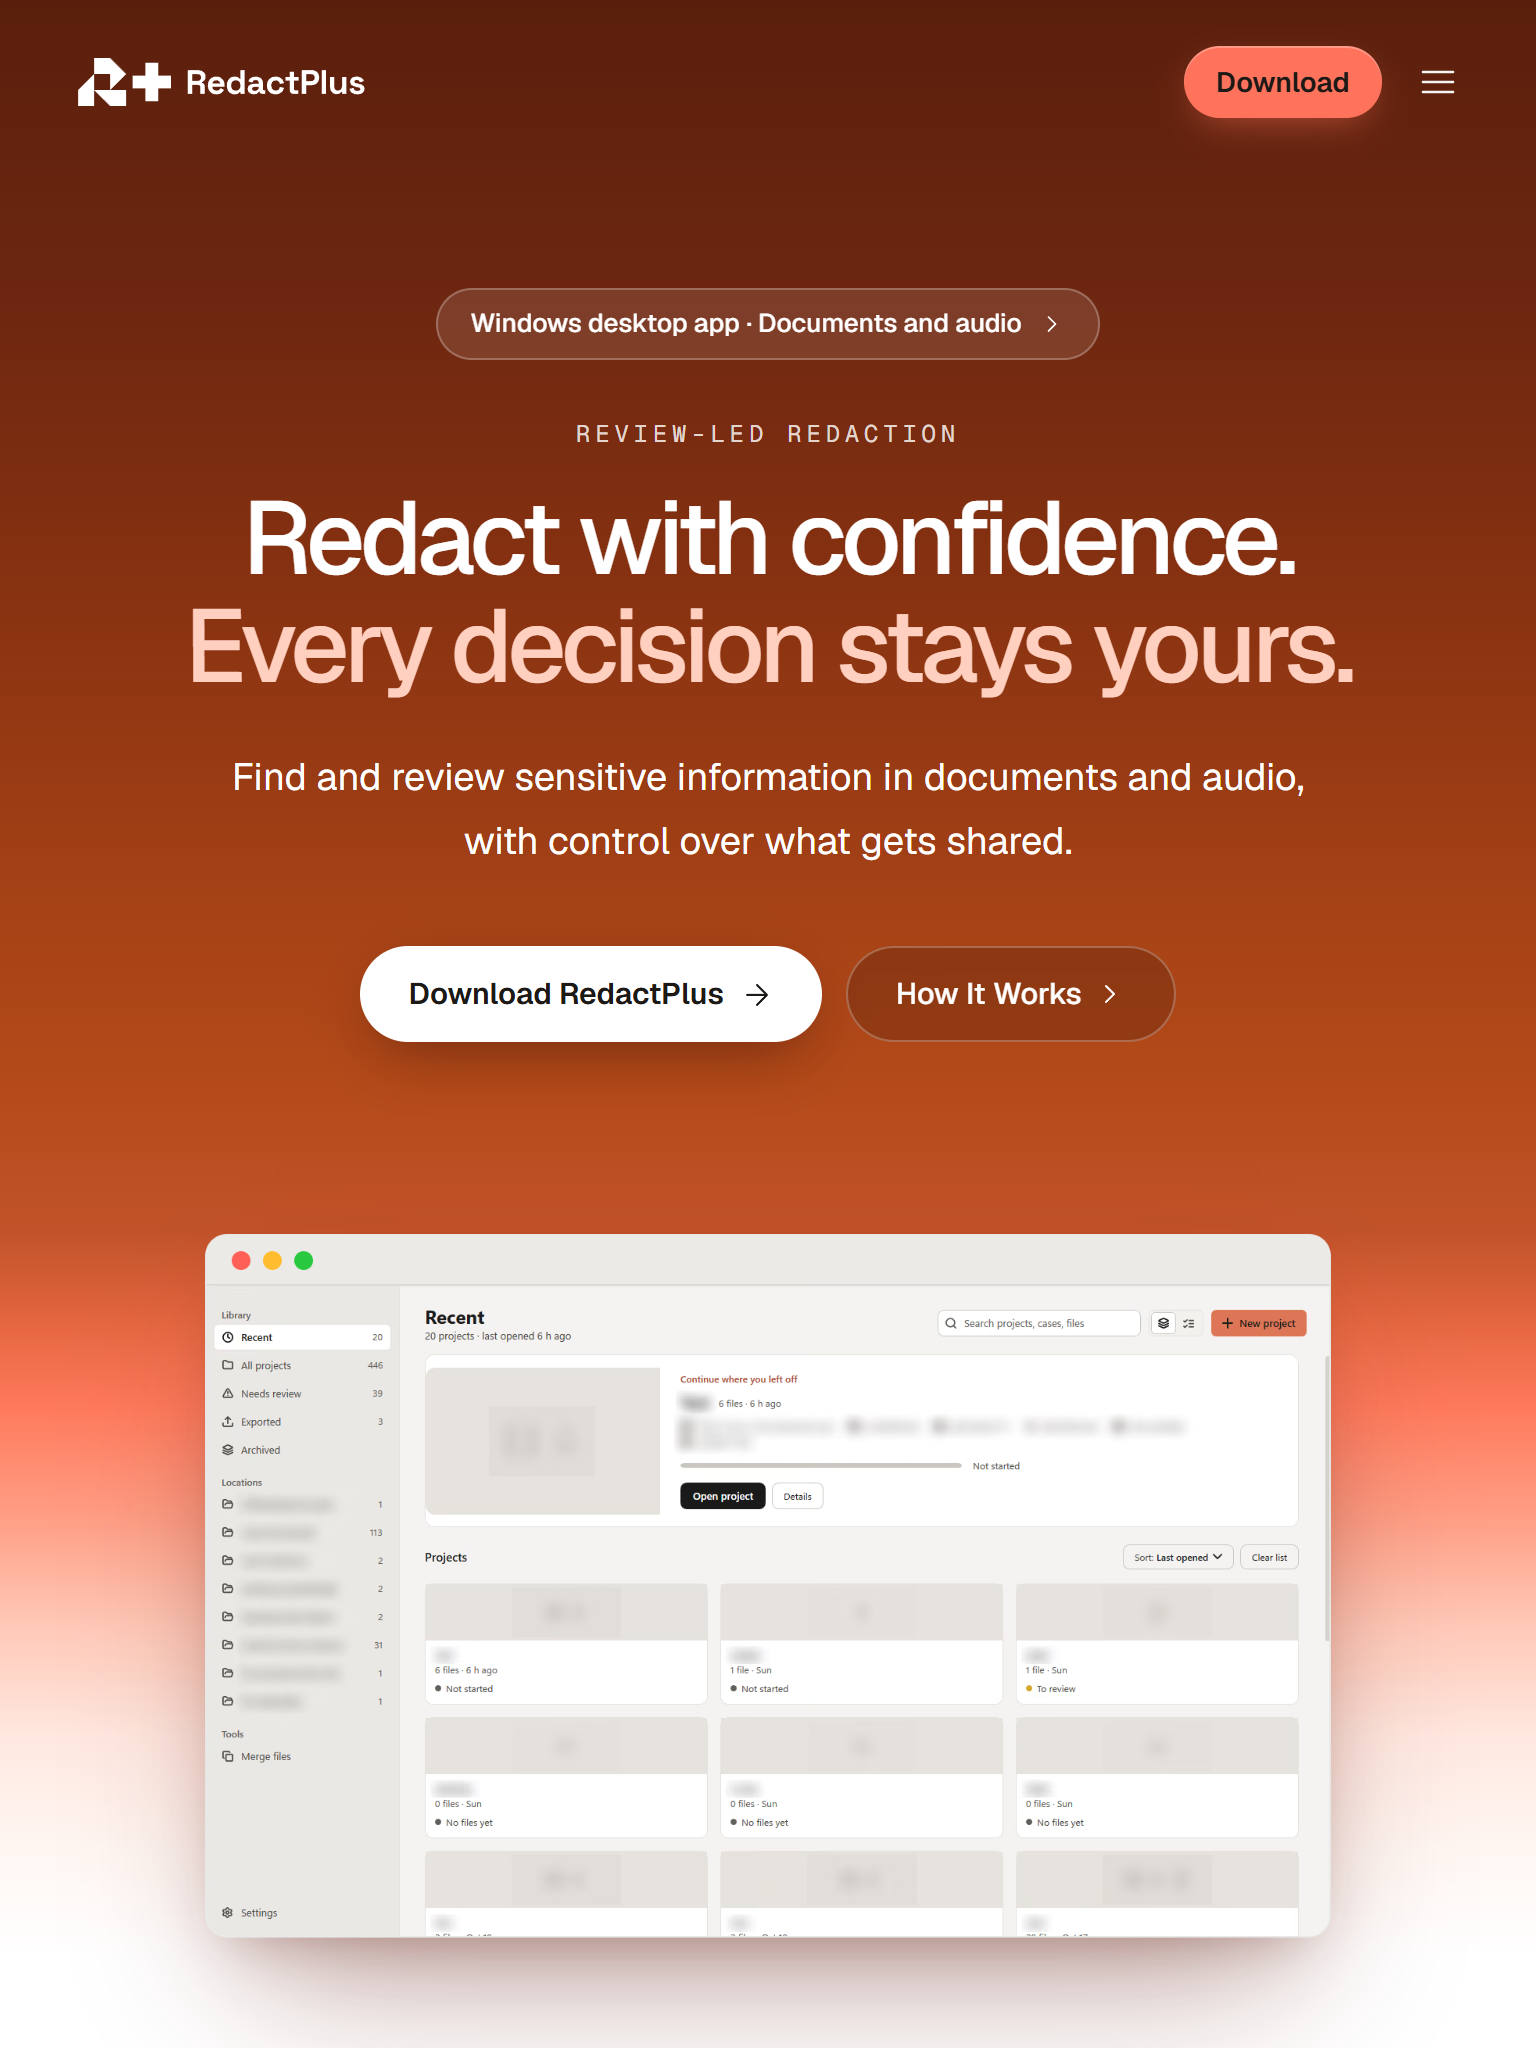 RedactPlus
Download
Windows desktop app · Documents and audio
REVIEW-LED REDACTION
Redact with confidence.
Every decision stays yours.
Find and review sensitive information in documents and audio,
with control over what gets shared.
Download RedactPlus
How It Works
Library
Recent 20
All projects 446
Needs review 39
Exported 3
Archived
Locations
1
113
2
2
2
31
1
1
Tools
Merge files
Settings
Recent
20 projects · last opened 6 h ago
Search projects, cases, files
New project
Continue where you left off
6 files · 6 h ago
Not started
Open project
Details
Projects
Sort: Last opened
Clear list
6 files · 6 h ago
Not started
1 file · Sun
Not started
1 file · Sun
To review
0 files · Sun
No files yet
0 files · Sun
No files yet
0 files · Sun
No files yet